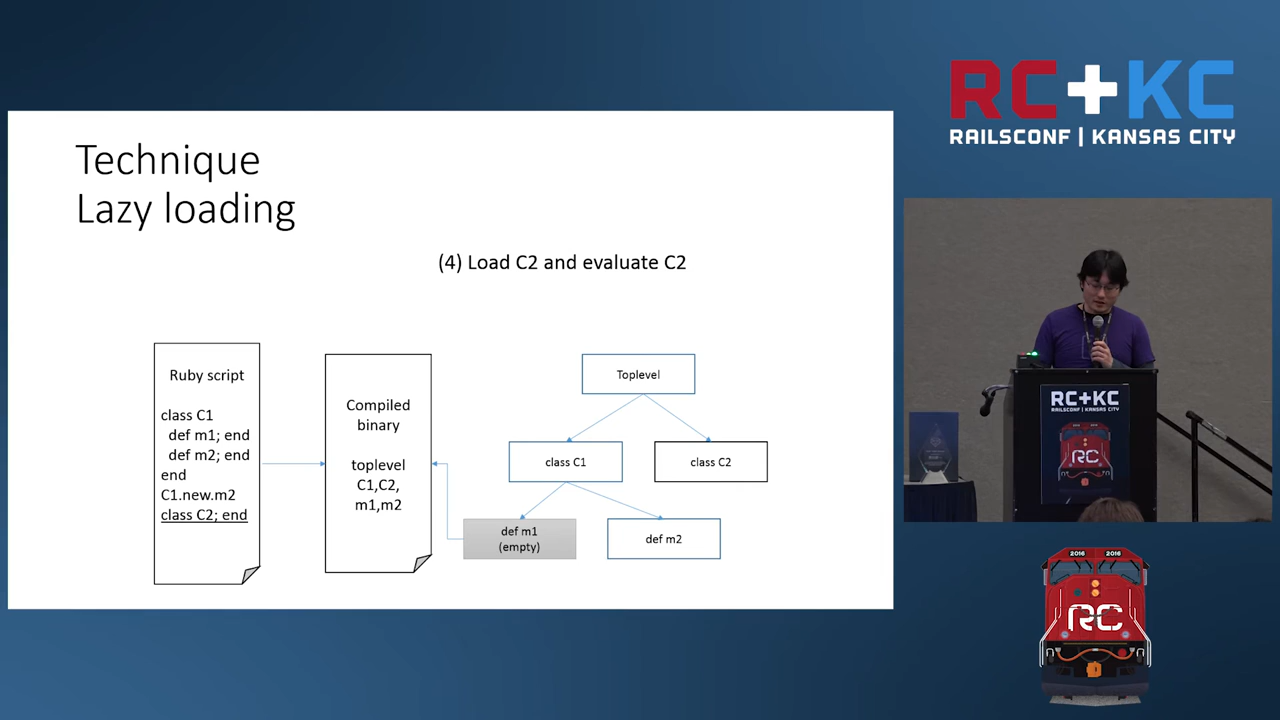 Technique
Lazy loading
(4) Load C2 and evaluate C2
Ruby script
class C1
def m1; end
def m2; end
end
C1.new.m2
class C2; end
Compiled
binary
toplevel
C1,C2,
m1,m2
Toplevel
class C1
class C2
def m1
(empty)
def m2
RC+KC
RAILSCONF | KANSAS CITY
RC+KC
RAILSCONF | KANSAS CITY
RC
2016 2016
RC